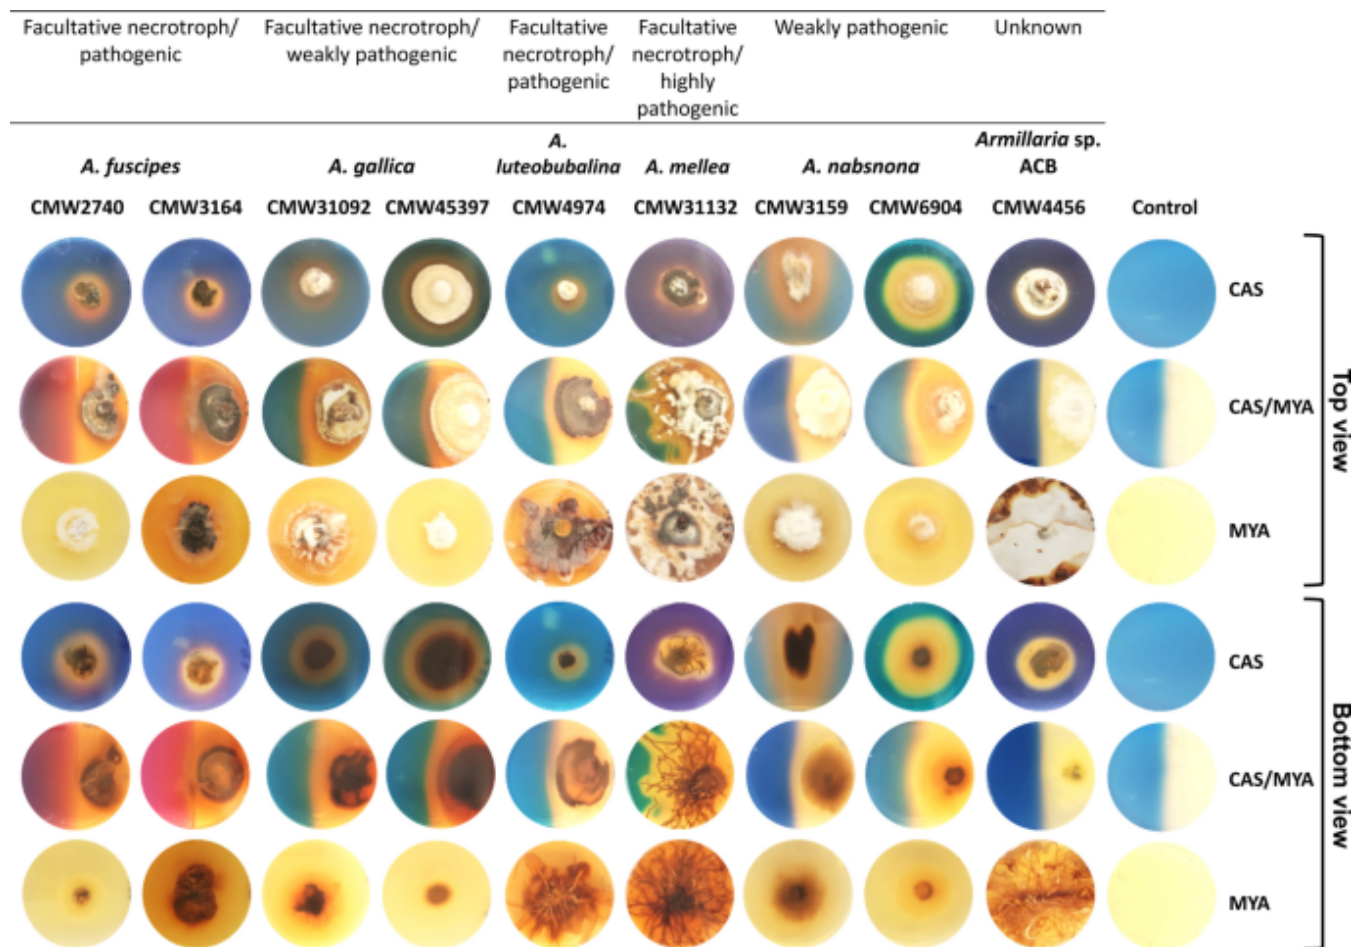 Facultative necrotroph/
pathogenic
Facultative necrotroph/
weakly pathogenic
Facultative
necrotroph/
pathogenic
Facultative
necrotroph/
highly
pathogenic
Weakly pathogenic
Unknown
A. fuscipes
A. gallica
A.
luteobubalina
A. mellea
A. nabsnona
Armillaria sp.
ACB
CMW2740 CMW3164 CMW31092 CMW45397 CMW4974 CMW31132 CMW3159 CMW6904 CMW4456 Control
CAS
CAS/MYA
MYA
Top view
CAS
CAS/MYA
MYA
Bottom view